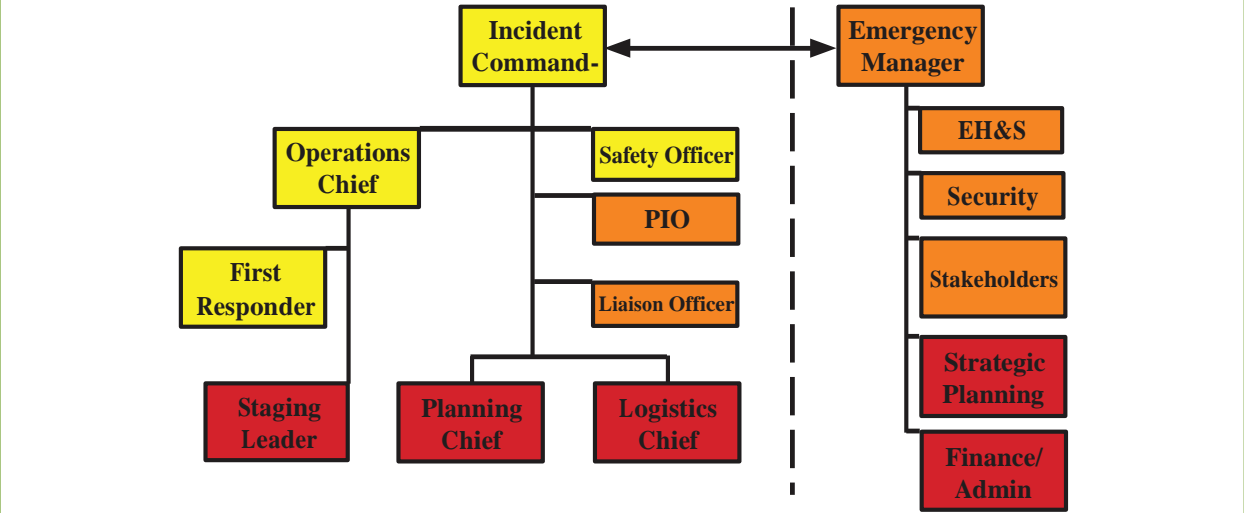 Incident
Command-
Emergency
Manager
Operations
Chief
Safety Officer
PIO
Liaison Officer
First
Responder
Staging
Leader
Planning
Chief
Logistics
Chief
EH&S
Security
Stakeholders
Strategic
Planning
Finance/
Admin